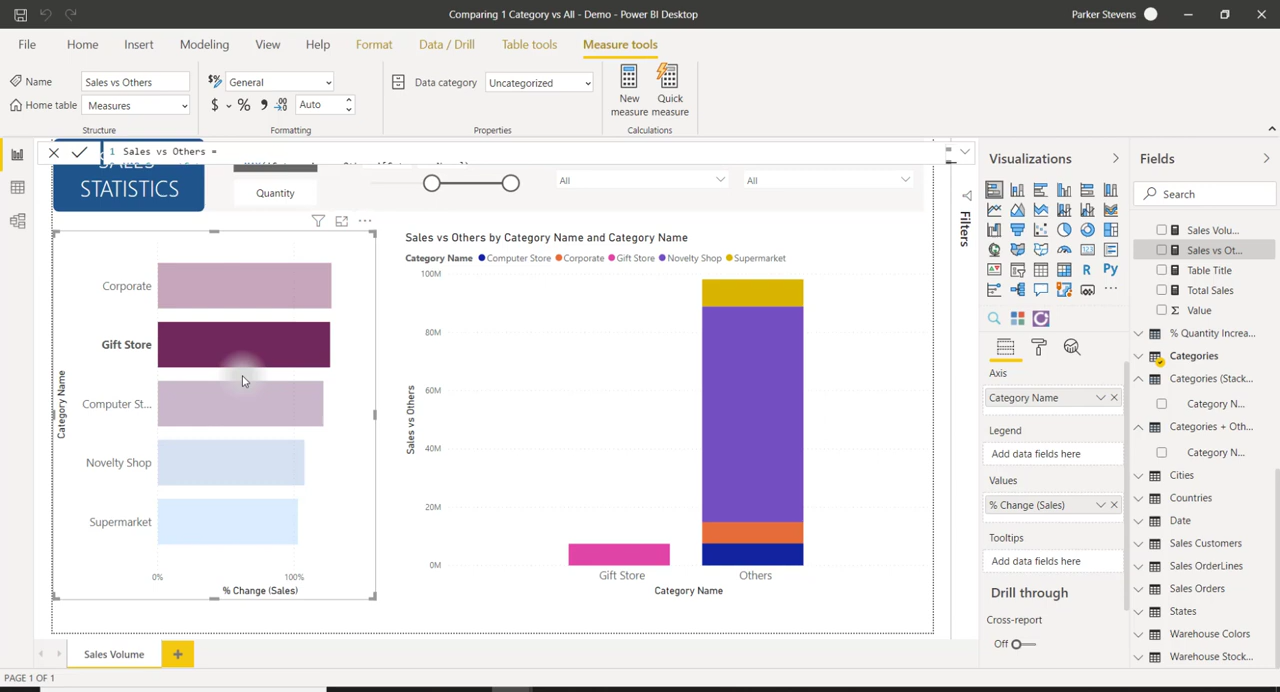 Comparing 1 Category vs All - Demo - Power BI Desktop
Parker Stevens
File Home Insert Modeling View Help Format Data / Drill Table tools Measure tools
Name Sales vs Others
Home table Measures
Structure
$% General
$ % 9 .00 Auto
Formatting
Data category Uncategorized
Properties
New measure
Quick measure
Calculations
1 Sales vs Others =
STATISTICS
Quantity
All
All
Corporate
Gift Store
Computer St...
Novelty Shop
Supermarket
Category Name
0% 100%
% Change (Sales)
Sales vs Others by Category Name and Category Name
Category Name Computer Store Corporate Gift Store Novelty Shop Supermarket
100M
80M
60M
40M
20M
0M
Sales vs Others
Gift Store Others
Category Name
Filters
Visualizations
R Py
Axis
Category Name
Legend
Add data fields here
Values
% Change (Sales)
Tooltips
Add data fields here
Drill through
Cross-report
Off
Fields
Search
Sales Volu...
Sales vs Ot...
Table Title
Total Sales
Σ Value
% Quantity Increa...
Categories
Categories (Stack...
Category N...
Categories + Oth...
Category N...
Cities
Countries
Date
Sales Customers
Sales OrderLines
Sales Orders
States
Warehouse Colors
Warehouse Stock...
Sales Volume
PAGE 1 OF 1